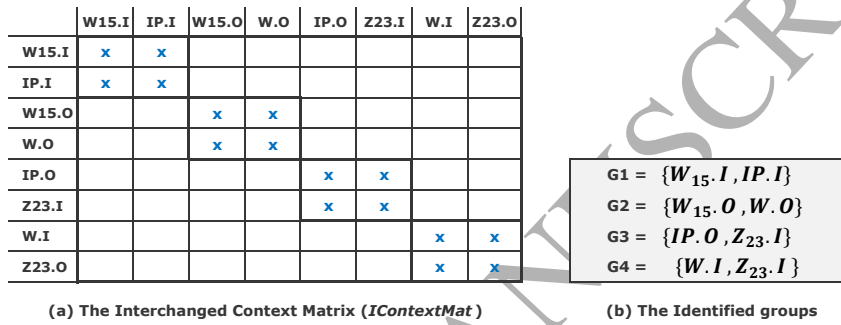 W15.I IP.I W15.O W.O IP.O Z23.I W.I Z23.O
W15.I x x
IP.I x x
W15.O x x
W.O x x
IP.O x x
Z23.I x x
W.I x x
Z23.O x x
(a) The Interchanged Context Matrix (IContextMat )
G1 = {W₁₅.I ,IP.I}
G2 = {W₁₅.O ,W.O}
G3 = {IP.O ,Z₂₃.I}
G4 = {W.I ,Z₂₃.I }
(b) The Identified groups